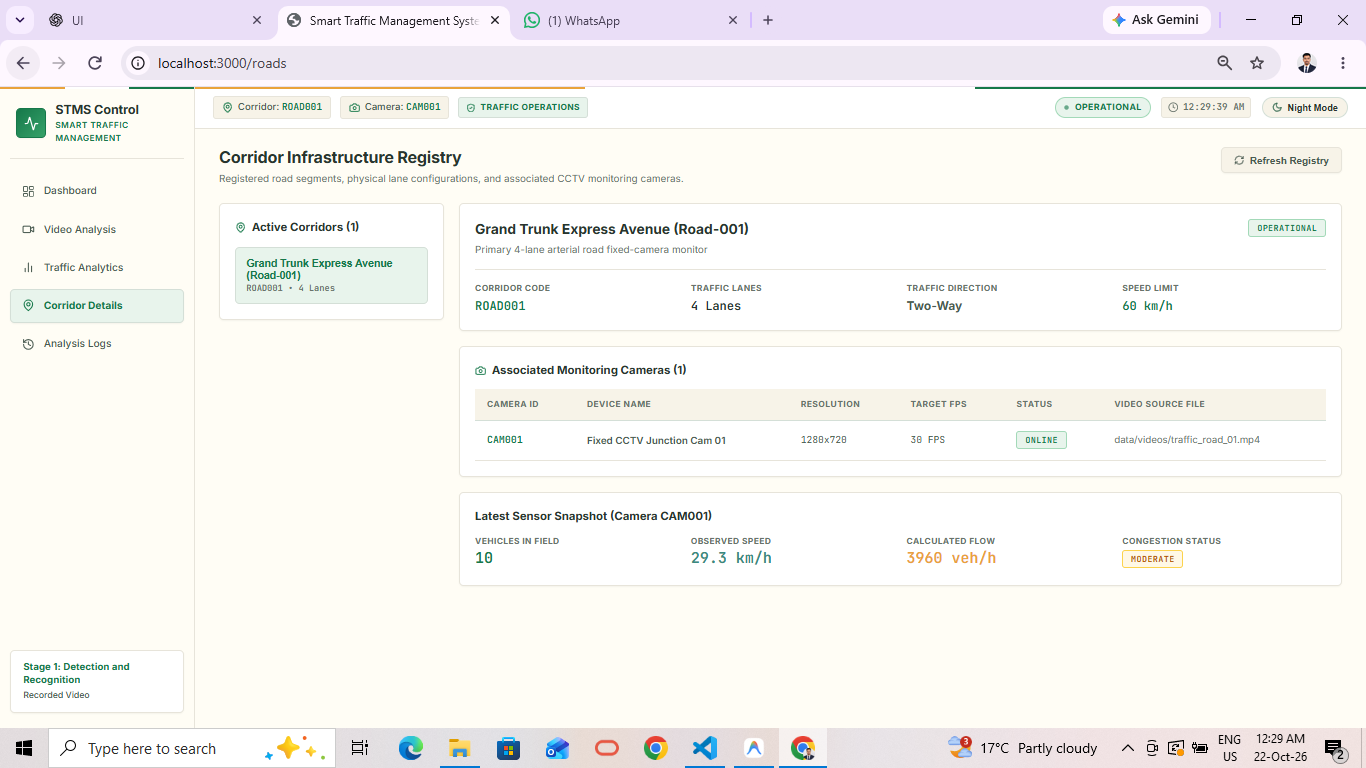 UI
Smart Traffic Management Syste
(1) WhatsApp
Ask Gemini
localhost:3000/roads
STMS Control
SMART TRAFFIC
MANAGEMENT
Corridor: ROAD001
Camera: CAM001
TRAFFIC OPERATIONS
OPERATIONAL
12:29:39 AM
Night Mode
Dashboard
Video Analysis
Traffic Analytics
Corridor Details
Analysis Logs
Stage 1: Detection and
Recognition
Recorded Video
Corridor Infrastructure Registry
Registered road segments, physical lane configurations, and associated CCTV monitoring cameras.
Refresh Registry
Active Corridors (1)
Grand Trunk Express Avenue
(Road-001)
ROAD001 • 4 Lanes
Grand Trunk Express Avenue (Road-001)
Primary 4-lane arterial road fixed-camera monitor
OPERATIONAL
CORRIDOR CODE TRAFFIC LANES TRAFFIC DIRECTION SPEED LIMIT
ROAD001 4 Lanes Two-Way 60 km/h
Associated Monitoring Cameras (1)
CAMERA ID DEVICE NAME RESOLUTION TARGET FPS STATUS VIDEO SOURCE FILE
CAM001 Fixed CCTV Junction Cam 01 1280x720 30 FPS ONLINE data/videos/traffic_road_01.mp4
Latest Sensor Snapshot (Camera CAM001)
VEHICLES IN FIELD OBSERVED SPEED CALCULATED FLOW CONGESTION STATUS
10 29.3 km/h 3960 veh/h MODERATE
Type here to search
3
17°C Partly cloudy
ENG
US
12:29 AM
22-Oct-26
2